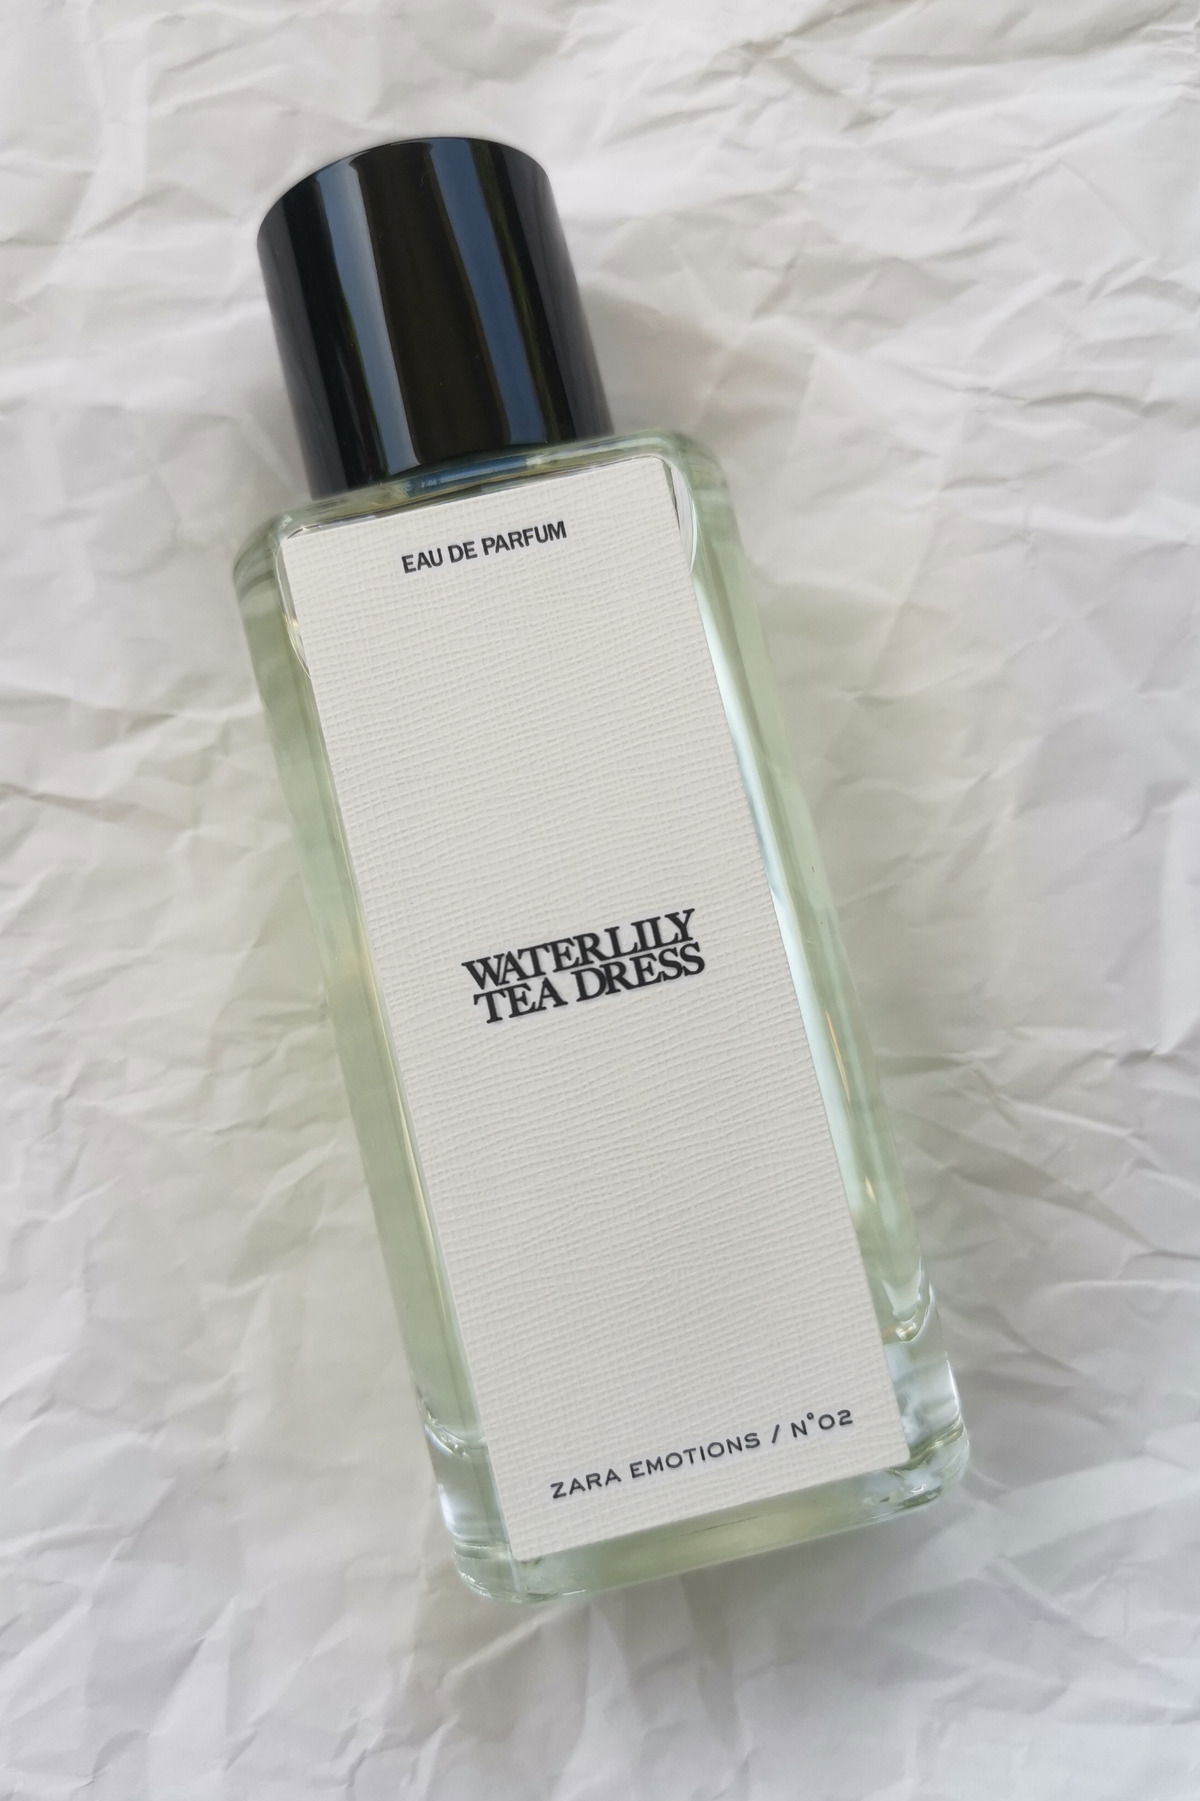 EAU DE PARFUM
WATERLILY
TEA DRESS
ZARA EMOTIONS / N°02